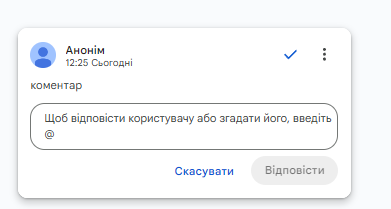 Анонім
12:25 Сьогодні
коментар
Щоб відповісти користувачу або згадати його, введіть
@
Скасувати
Відповісти